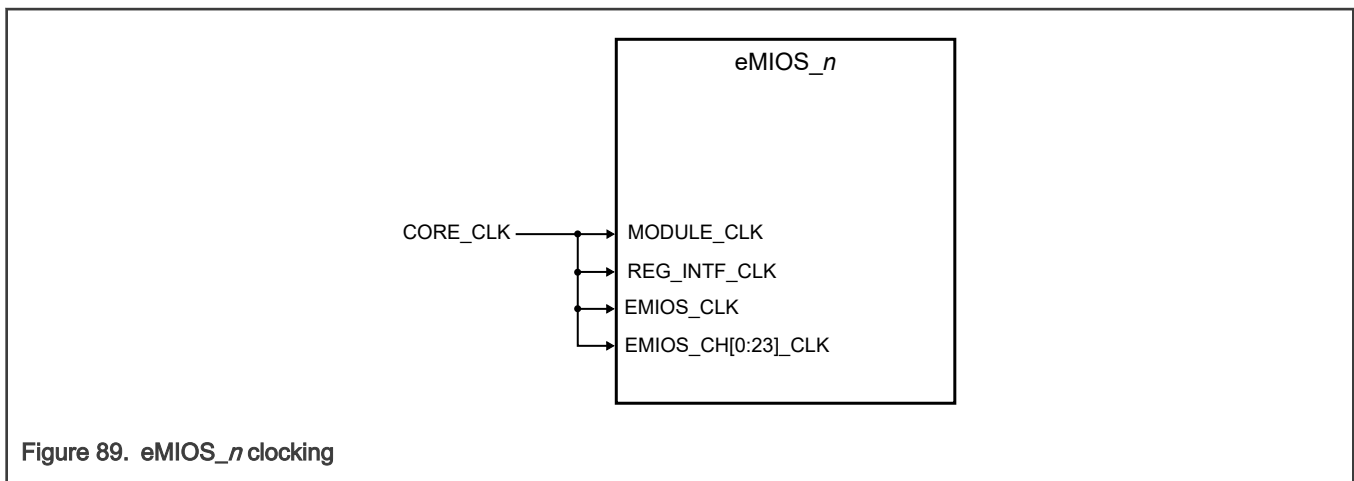 eMIOS_n
CORE_CLK
MODULE_CLK
REG_INTF_CLK
EMIOS_CLK
EMIOS_CH[0:23]_CLK
Figure 89. eMIOS_n clocking